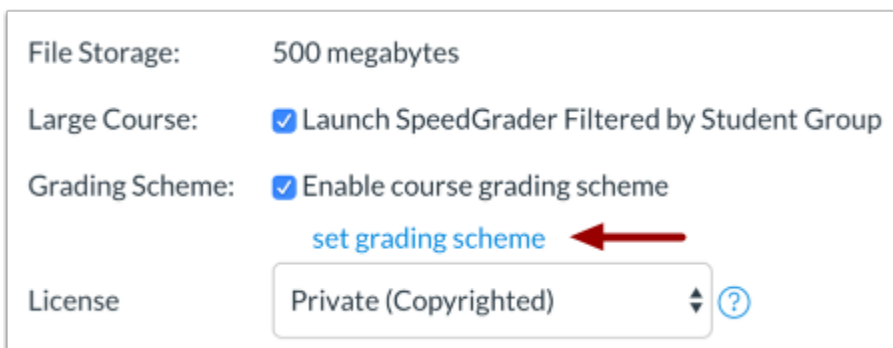 File Storage: 500 megabytes
Large Course: Launch SpeedGrader Filtered by Student Group
Grading Scheme: Enable course grading scheme
set grading scheme
License Private (Copyrighted) ?